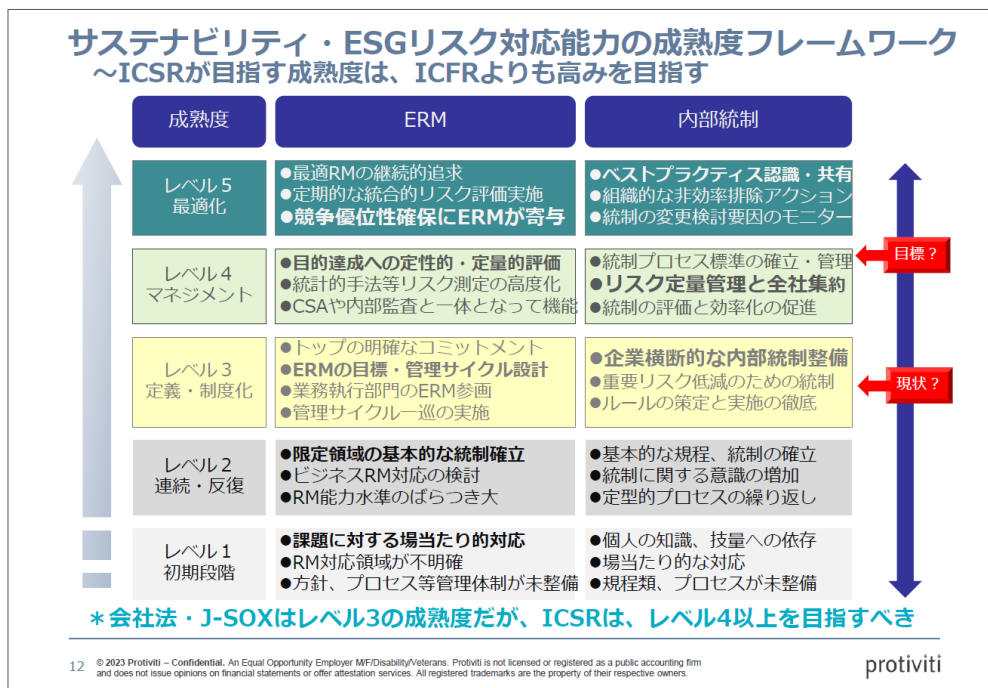 サステナビリティ・ESGリスク対応能力の成熟度フレームワーク
～ICSRが目指す成熟度は、ICFRよりも高みを目指す
成熟度
ERM
内部統制
レベル5
最適化
●最適RMの継続的追求
●定期的な統合的リスク評価実施
●競争優位性確保にERMが寄与
●ベストプラクティス認識・共有
●組織的な非効率排除アクション
●統制の変更検討要因のモニター
目標？
レベル4
マネジメント
●目的達成への定性的・定量的評価
●統計的手法等リスク測定の高度化
●CSAや内部監査と一体となって機能
●統制プロセス標準の確立・管理
●リスク定量管理と全社集約
●統制の評価と効率化の促進
レベル3
定義・制度化
●トップの明確なコミットメント
●ERMの目標・管理サイクル設計
●業務執行部門のERM参画
●管理サイクル一巡の実施
●企業横断的な内部統制整備
●重要リスク低減のための統制
●ルールの策定と実施の徹底
現状？
レベル2
連続・反復
●限定領域の基本的な統制確立
●ビジネスRM対応の検討
●RM能力水準のばらつき大
●基本的な規程、統制の確立
●統制に関する意識の増加
●定型的プロセスの繰り返し
レベル1
初期段階
●課題に対する場当たり的対応
●RM対応領域が不明確
●方針、プロセス等管理体制が未整備
●個人の知識、技量への依存
●場当たり的な対応
●規程類、プロセスが未整備
＊会社法・J-SOXはレベル3の成熟度だが、ICSRは、レベル4以上を目指すべき
12
© 2023 Protiviti – Confidential. An Equal Opportunity Employer M/F/Disability/Veterans. Protiviti is not licensed or registered as a public accounting firm
and does not issue opinions on financial statements or offer attestation services. All registered trademarks are the property of their respective owners.
protiviti